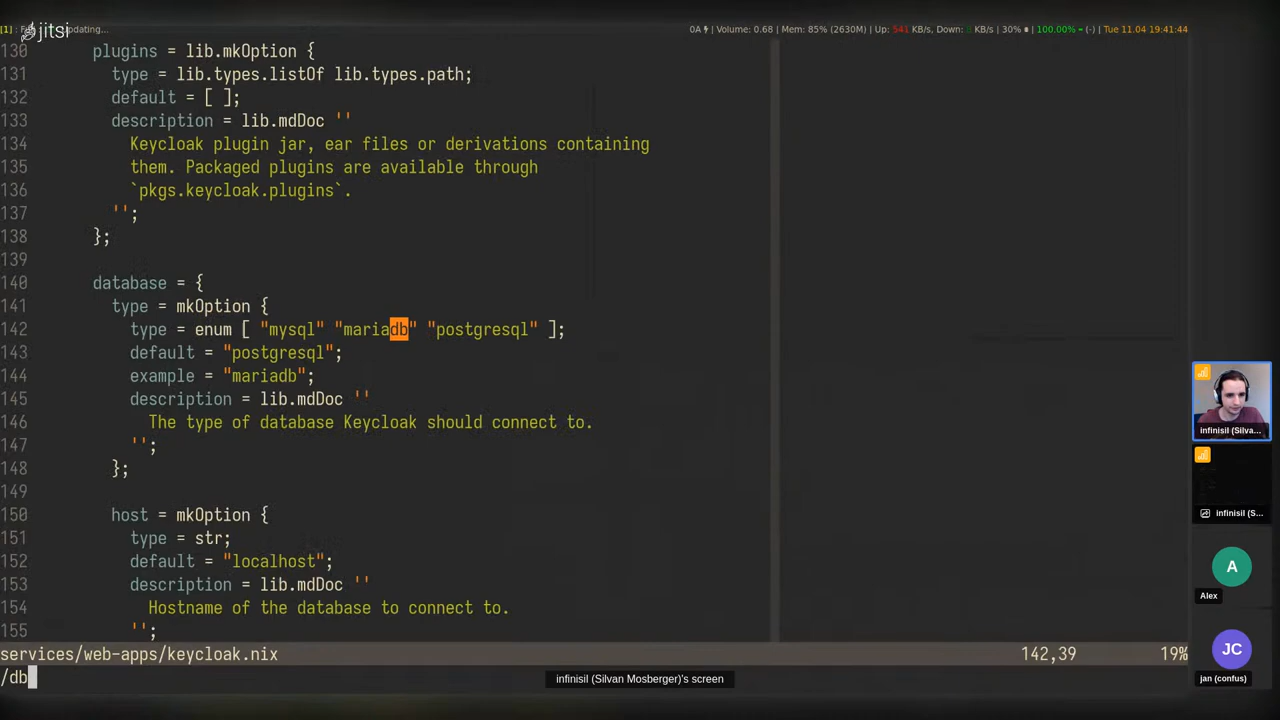 [1] : updating...
jitsi
0A | Volume: 0.68 | Mem: 85% (2630M) | Up: 541 KB/s, Down: KB/s | 30% | 100.00% = (-) | Tue 11.04 19:41:44
130 plugins = lib.mkOption {
131 type = lib.types.listOf lib.types.path;
132 default = [ ];
133 description = lib.mdDoc ''
134 Keycloak plugin jar, ear files or derivations containing
135 them. Packaged plugins are available through
136 `pkgs.keycloak.plugins`.
137 '';
138 };
139
140 database = {
141 type = mkOption {
142 type = enum [ "mysql" "mariadb" "postgresql" ];
143 default = "postgresql";
144 example = "mariadb";
145 description = lib.mdDoc ''
146 The type of database Keycloak should connect to.
147 '';
148 };
149
150 host = mkOption {
151 type = str;
152 default = "localhost";
153 description = lib.mdDoc ''
154 Hostname of the database to connect to.
155 '';
services/web-apps/keycloak.nix 142,39 19%
/db
infinisil (Silvan Mosberger)'s screen
infinisil (Silva...
infinisil (S...
A
Alex
JC
jan (confus)